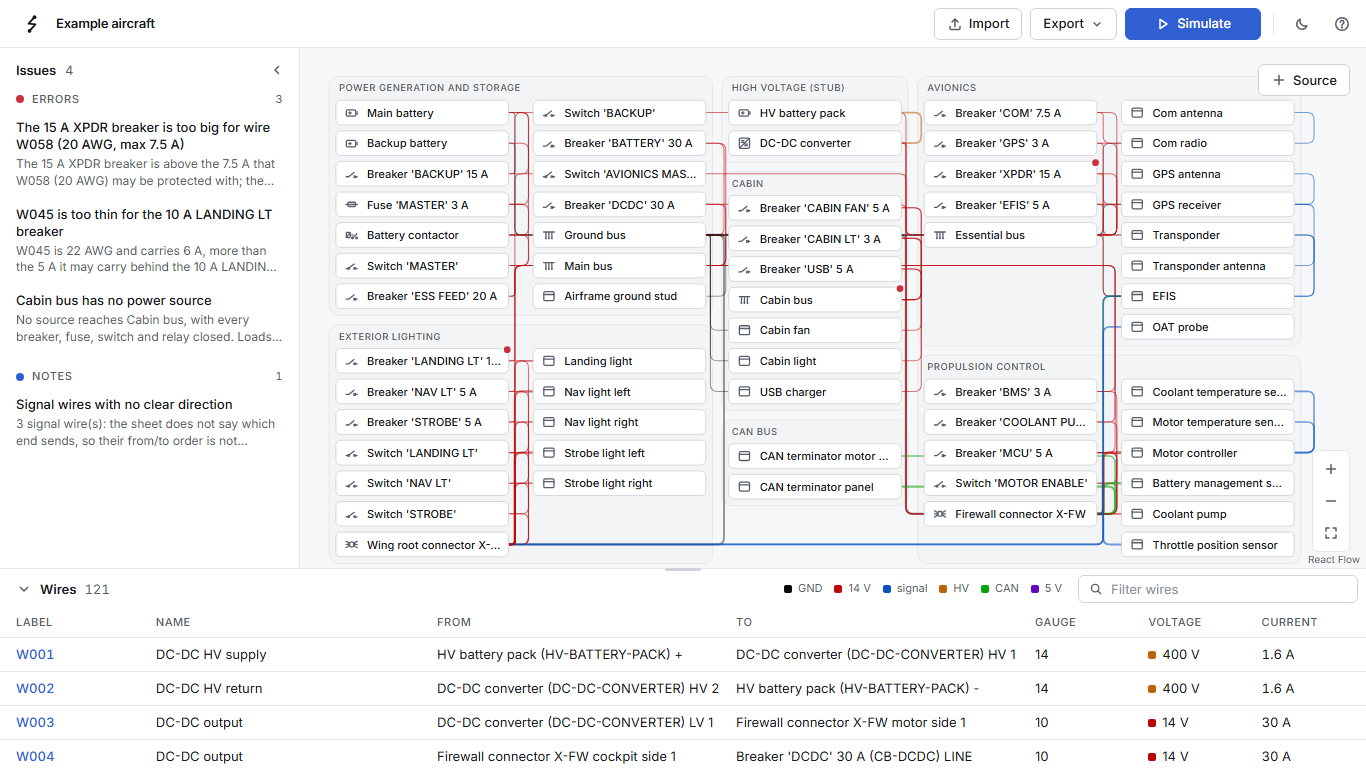 Example aircraft
Import
Export
Simulate
Issues 4
ERRORS 3
The 15 A XPDR breaker is too big for wire
W058 (20 AWG, max 7.5 A)
The 15 A XPDR breaker is above the 7.5 A that
W058 (20 AWG) may be protected with; the...
W045 is too thin for the 10 A LANDING LT
breaker
W045 is 22 AWG and carries 6 A, more than
the 5 A it may carry behind the 10 A LANDIN...
Cabin bus has no power source
No source reaches Cabin bus, with every
breaker, fuse, switch and relay closed. Loads...
NOTES 1
Signal wires with no clear direction
3 signal wire(s): the sheet does not say which
end sends, so their from/to order is not...
Source
POWER GENERATION AND STORAGE
Main battery
Backup battery
Breaker 'BACKUP' 15 A
Fuse 'MASTER' 3 A
Battery contactor
Switch 'MASTER'
Breaker 'ESS FEED' 20 A
Switch 'BACKUP'
Breaker 'BATTERY' 30 A
Switch 'AVIONICS MAS...
Breaker 'DCDC' 30 A
Ground bus
Main bus
Airframe ground stud
EXTERIOR LIGHTING
Breaker 'LANDING LT' 1...
Breaker 'NAV LT' 5 A
Breaker 'STROBE' 5 A
Switch 'LANDING LT'
Switch 'NAV LT'
Switch 'STROBE'
Wing root connector X-...
Landing light
Nav light left
Nav light right
Strobe light left
Strobe light right
HIGH VOLTAGE (STUB)
HV battery pack
DC-DC converter
CABIN
Breaker 'CABIN FAN' 5 A
Breaker 'CABIN LT' 3 A
Breaker 'USB' 5 A
Cabin bus
Cabin fan
Cabin light
USB charger
CAN BUS
CAN terminator motor ...
CAN terminator panel
AVIONICS
Breaker 'COM' 7.5 A
Breaker 'GPS' 3 A
Breaker 'XPDR' 15 A
Breaker 'EFIS' 5 A
Essential bus
Com antenna
Com radio
GPS antenna
GPS receiver
Transponder
Transponder antenna
EFIS
OAT probe
PROPULSION CONTROL
Breaker 'BMS' 3 A
Breaker 'COOLANT PU...
Breaker 'MCU' 5 A
Switch 'MOTOR ENABLE'
Firewall connector X-FW
Coolant temperature se...
Motor temperature sen...
Motor controller
Battery management s...
Coolant pump
Throttle position sensor
React Flow
Wires 121
GND 14 V signal HV CAN 5 V
Filter wires
LABEL NAME FROM TO GAUGE VOLTAGE CURRENT
W001 DC-DC HV supply HV battery pack (HV-BATTERY-PACK) + DC-DC converter (DC-DC-CONVERTER) HV 1 14 400 V 1.6 A
W002 DC-DC HV return DC-DC converter (DC-DC-CONVERTER) HV 2 HV battery pack (HV-BATTERY-PACK) - 14 400 V 1.6 A
W003 DC-DC output DC-DC converter (DC-DC-CONVERTER) LV 1 Firewall connector X-FW motor side 1 10 14 V 30 A
W004 DC-DC output Firewall connector X-FW cockpit side 1 Breaker 'DCDC' 30 A (CB-DCDC) LINE 10 14 V 30 A